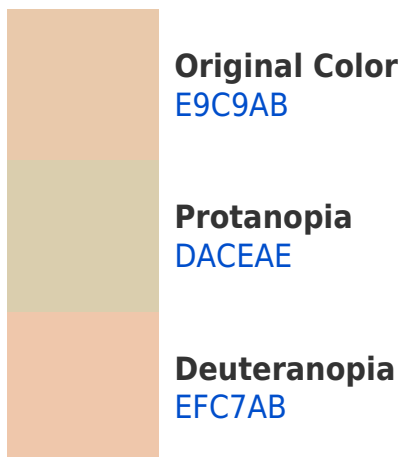 Original Color
E9C9AB
Protanopia
DACEAE
Deuteranopia
EFC7AB